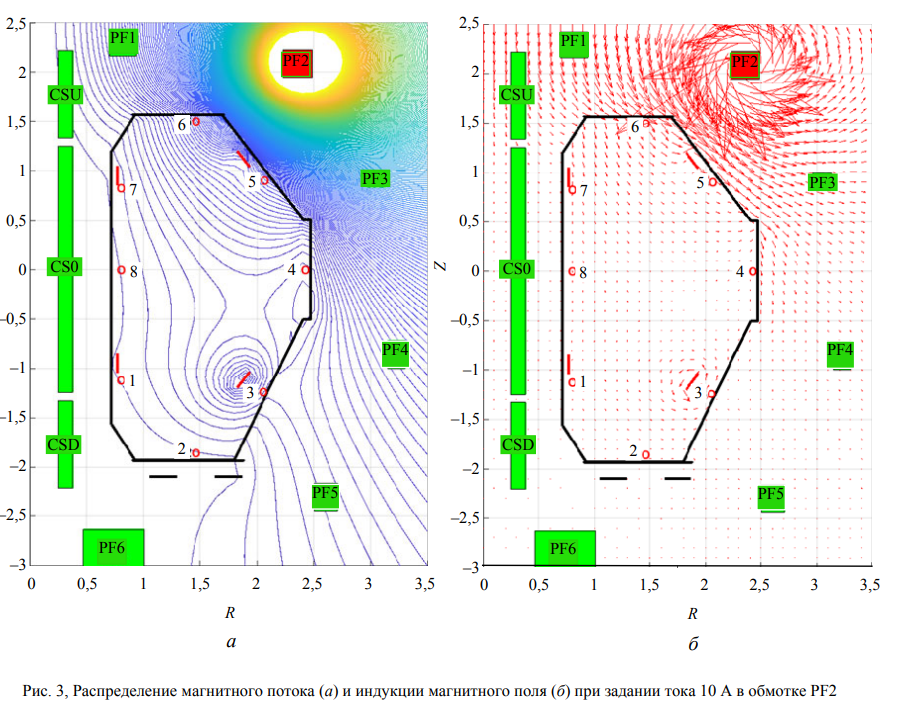 2,5
2
1,5
1
0,5
0
−0,5
−1
−1,5
−2
−2,5
−3
0
0,5
1
1,5
2
2,5
3
3,5
R
а
PF1
PF2
CSU
6
5
PF3
7
CS0
8
4
PF4
1
3
CSD
2
PF5
PF6
Z
2,5
2
1,5
1
0,5
0
−0,5
−1
−1,5
−2
−2,5
−3
0
0,5
1
1,5
2
2,5
3
3,5
R
б
PF1
PF2
CSU
6
5
PF3
7
CS0
8
4
PF4
1
3
CSD
2
PF5
PF6
Рис. 3, Распределение магнитного потока (а) и индукции магнитного поля (б) при задании тока 10 А в обмотке PF2